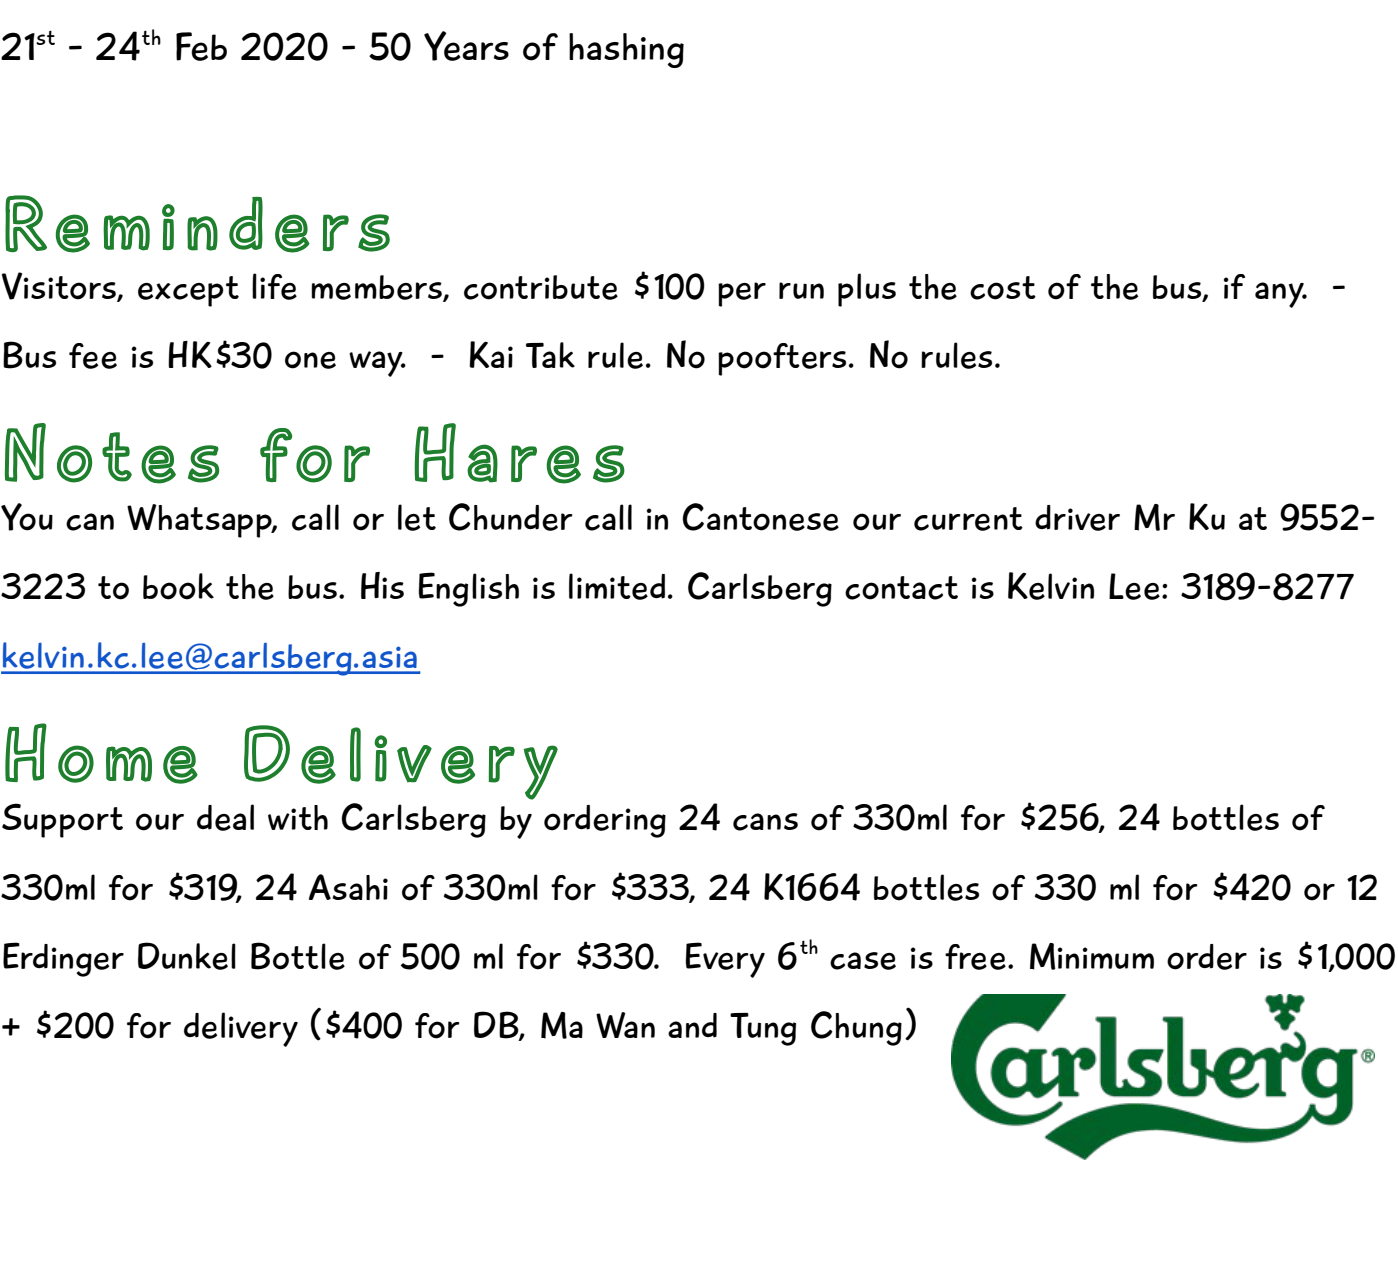 21st - 24th Feb 2020 - 50 Years of hashing
Reminders
Visitors, except life members, contribute $100 per run plus the cost of the bus, if any. -
Bus fee is HK$30 one way. - Kai Tak rule. No poofters. No rules.
Notes for Hares
You can Whatsapp, call or let Chunder call in Cantonese our current driver Mr Ku at 9552-
3223 to book the bus. His English is limited. Carlsberg contact is Kelvin Lee: 3189-8277
kelvin.kc.lee@carlsberg.asia
Home Delivery
Support our deal with Carlsberg by ordering 24 cans of 330ml for $256, 24 bottles of
330ml for $319, 24 Asahi of 330ml for $333, 24 K1664 bottles of 330 ml for $420 or 12
Erdinger Dunkel Bottle of 500 ml for $330. Every 6th case is free. Minimum order is $1,000
+ $200 for delivery ($400 for DB, Ma Wan and Tung Chung)
Carlsberg®